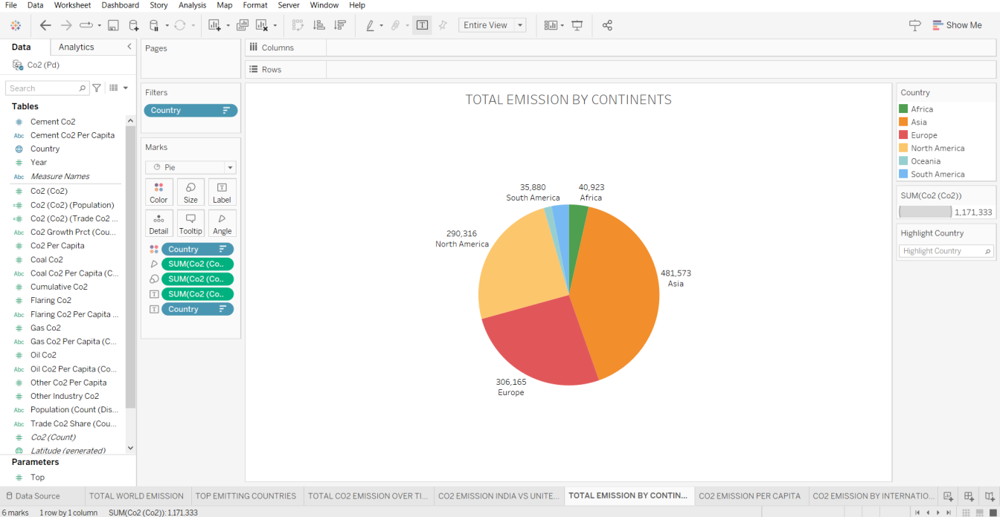 File Data Worksheet Dashboard Story Analysis Map Format Server Window Help
Entire View
Show Me
Data Analytics
Co2 (Pd)
Search
Tables
# Cement Co2
Abc Cement Co2 Per Capita
Country
# Year
Abc Measure Names
# Co2 (Co2)
=# Co2 (Co2) (Population)
=# Co2 (Co2) (Trade Co2 ...
Abc Co2 Growth Prct (Cou...
# Co2 Per Capita
# Coal Co2
Abc Coal Co2 Per Capita (C...
# Cumulative Co2
# Flaring Co2
Abc Flaring Co2 Per Capita ...
# Gas Co2
Abc Gas Co2 Per Capita (C...
# Oil Co2
Abc Oil Co2 Per Capita (Co...
# Other Co2 Per Capita
# Other Industry Co2
Abc Population (Count (Dis...
Abc Trade Co2 Share (Cou...
# Co2 (Count)
Latitude (generated)
Parameters
# Top
Pages
Filters
Country
Marks
Pie
Color Size Label
Detail Tooltip Angle
Country
SUM(Co2 (Co..
SUM(Co2 (Co..
SUM(Co2 (Co..
Country
Columns
Rows
TOTAL EMISSION BY CONTINENTS
35,880
South America
40,923
Africa
290,316
North America
481,573
Asia
306,165
Europe
Country
Africa
Asia
Europe
North America
Oceania
South America
SUM(Co2 (Co2))
1,171,333
Highlight Country
Highlight Country
Data Source
TOTAL WORLD EMISSION
TOP EMITTING COUNTRIES
TOTAL CO2 EMISSION OVER TI...
CO2 EMISSION INDIA VS UNITE...
TOTAL EMISSION BY CONTIN...
CO2 EMISSION PER CAPITA
CO2 EMISSION BY INTERNATIO...
6 marks 1 row by 1 column SUM(Co2 (Co2)): 1,171,333